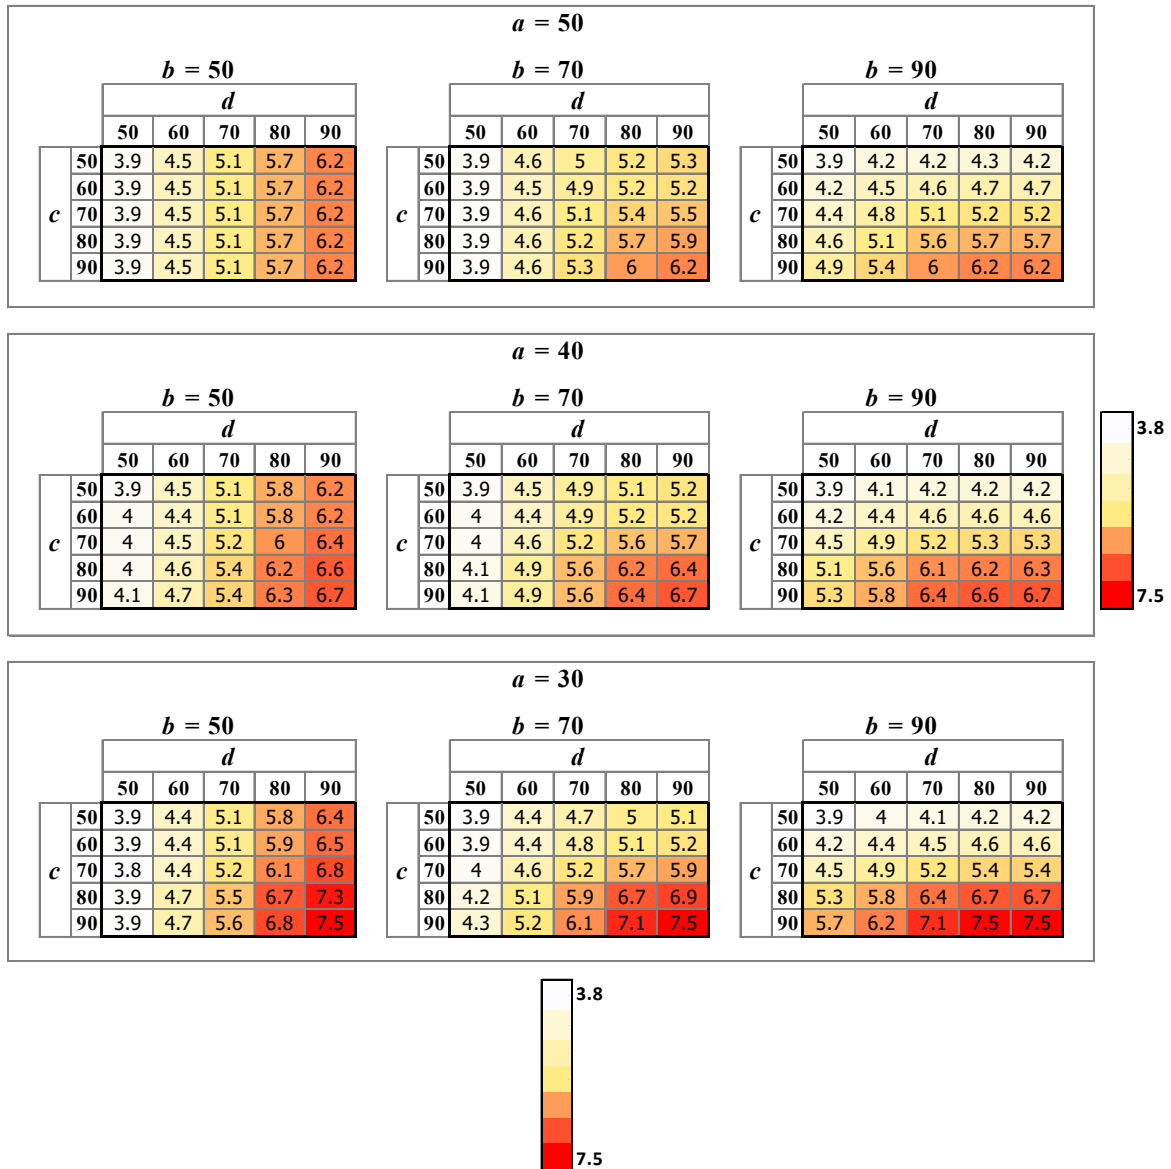 a = 50
b = 50 b = 70 b = 90
d d d
50 60 70 80 90 50 60 70 80 90 50 60 70 80 90
50 3.9 4.5 5.1 5.7 6.2 50 3.9 4.6 5 5.2 5.3 50 3.9 4.2 4.2 4.3 4.2
60 3.9 4.5 5.1 5.7 6.2 60 3.9 4.5 4.9 5.2 5.2 60 4.2 4.5 4.6 4.7 4.7
c 70 3.9 4.5 5.1 5.7 6.2 c 70 3.9 4.6 5.1 5.4 5.5 c 70 4.4 4.8 5.1 5.2 5.2
80 3.9 4.5 5.1 5.7 6.2 80 3.9 4.6 5.2 5.7 5.9 80 4.6 5.1 5.6 5.7 5.7
90 3.9 4.5 5.1 5.7 6.2 90 3.9 4.6 5.3 6 6.2 90 4.9 5.4 6 6.2 6.2
a = 40
b = 50 b = 70 b = 90
d d d
3.8
50 60 70 80 90 50 60 70 80 90 50 60 70 80 90
50 3.9 4.5 5.1 5.8 6.2 50 3.9 4.5 4.9 5.1 5.2 50 3.9 4.1 4.2 4.2 4.2
60 4 4.4 5.1 5.8 6.2 60 4 4.4 4.9 5.2 5.2 60 4.2 4.4 4.6 4.6 4.6
c 70 4 4.5 5.2 6 6.4 c 70 4 4.6 5.2 5.6 5.7 c 70 4.5 4.9 5.2 5.3 5.3
80 4 4.6 5.4 6.2 6.6 80 4.1 4.9 5.6 6.2 6.4 80 5.1 5.6 6.1 6.2 6.3
90 4.1 4.7 5.4 6.3 6.7 90 4.1 4.9 5.6 6.4 6.7 90 5.3 5.8 6.4 6.6 6.7
7.5
a = 30
b = 50 b = 70 b = 90
d d d
50 60 70 80 90 50 60 70 80 90 50 60 70 80 90
50 3.9 4.4 5.1 5.8 6.4 50 3.9 4.4 4.7 5 5.1 50 3.9 4 4.1 4.2 4.2
60 3.9 4.4 5.1 5.9 6.5 60 3.9 4.4 4.8 5.1 5.2 60 4.2 4.4 4.5 4.6 4.6
c 70 3.8 4.4 5.2 6.1 6.8 c 70 4 4.6 5.2 5.7 5.9 c 70 4.5 4.9 5.2 5.4 5.4
80 3.9 4.7 5.5 6.7 7.3 80 4.2 5.1 5.9 6.7 6.9 80 5.3 5.8 6.4 6.7 6.7
90 3.9 4.7 5.6 6.8 7.5 90 4.3 5.2 6.1 7.1 7.5 90 5.7 6.2 7.1 7.5 7.5
3.8
7.5